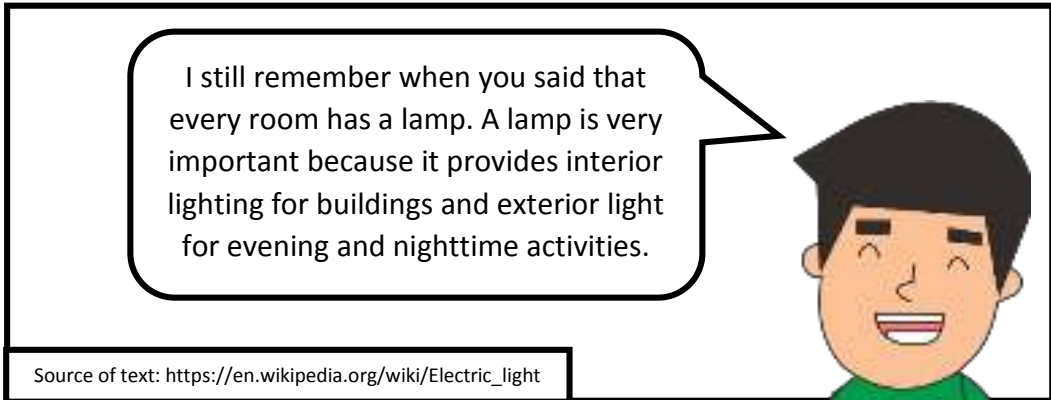 I still remember when you said that
every room has a lamp. A lamp is very
important because it provides interior
lighting for buildings and exterior light
for evening and nighttime activities.
Source of text: https://en.wikipedia.org/wiki/Electric_light